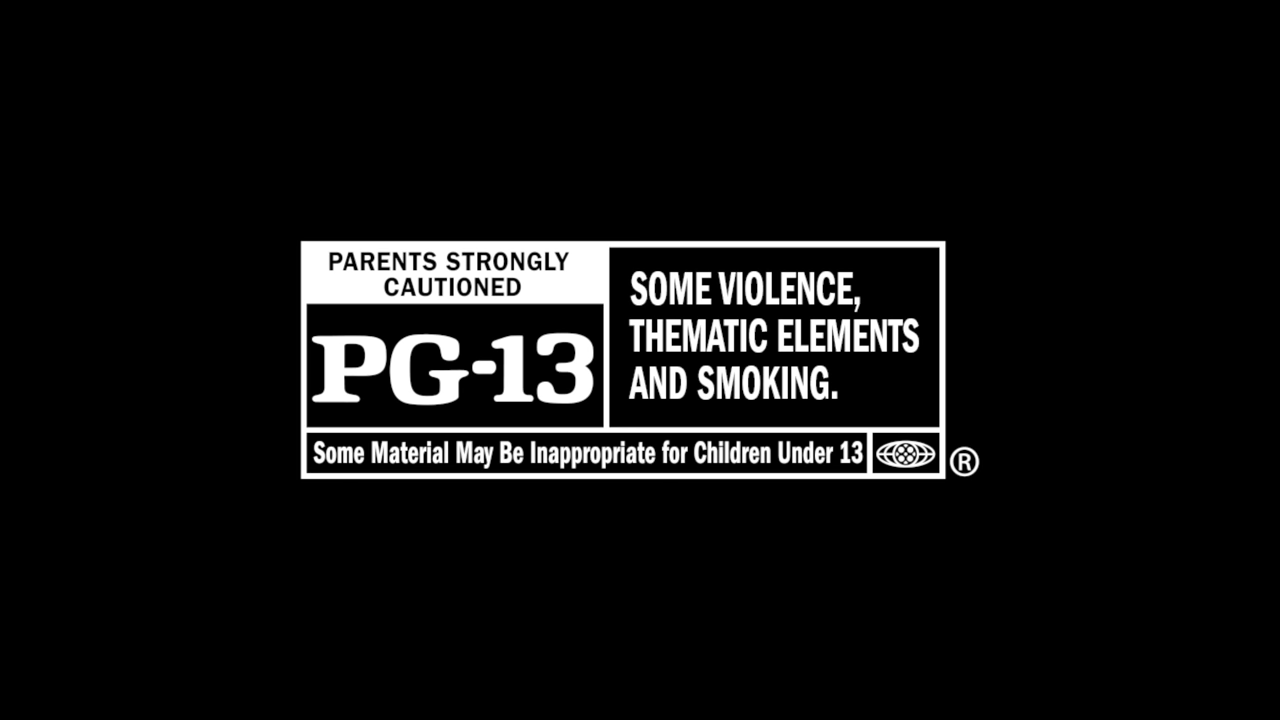 PARENTS STRONGLY
CAUTIONED
PG-13
SOME VIOLENCE,
THEMATIC ELEMENTS
AND SMOKING.
Some Material May Be Inappropriate for Children Under 13
®